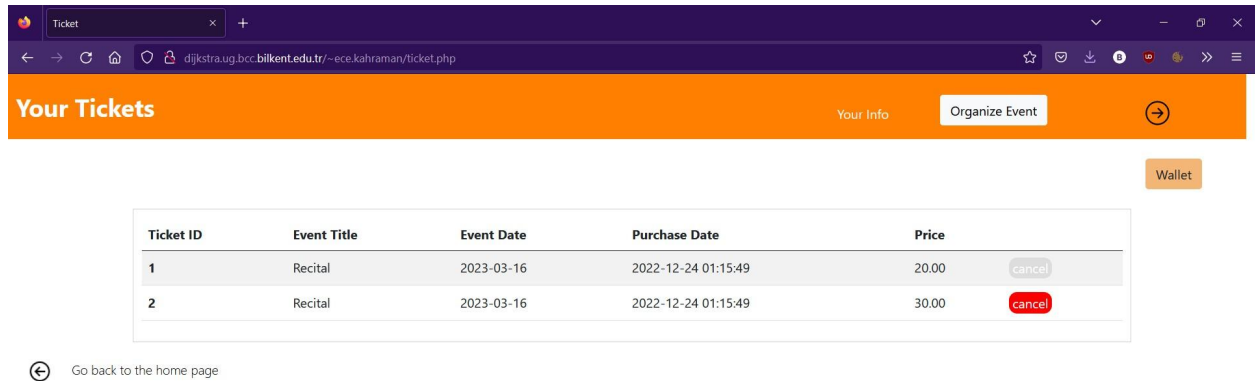 Ticket
dijkstra.ug.bcc.bilkent.edu.tr/~ece.kahraman/ticket.php
Your Tickets Your Info Organize Event
Wallet
Ticket ID Event Title Event Date Purchase Date Price
1 Recital 2023-03-16 2022-12-24 01:15:49 20.00 cancel
2 Recital 2023-03-16 2022-12-24 01:15:49 30.00 cancel
Go back to the home page